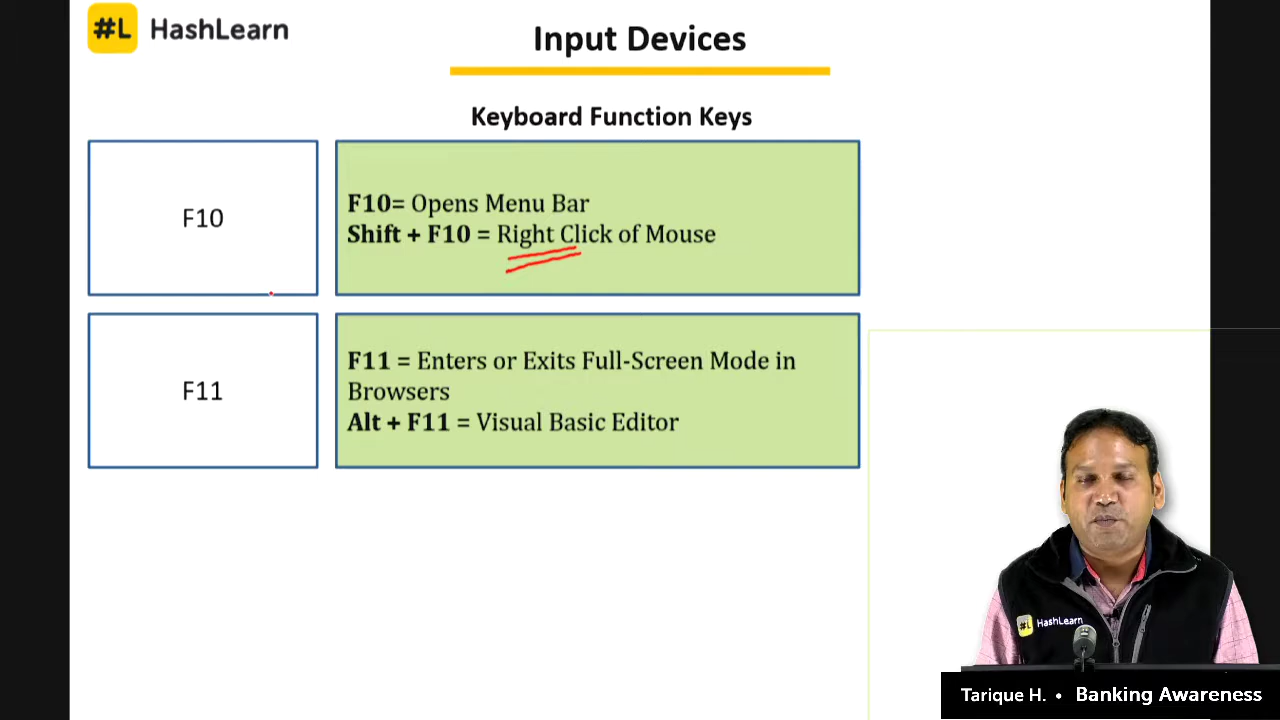 #L HashLearn
Input Devices
Keyboard Function Keys
F10
F10= Opens Menu Bar
Shift + F10 = Right Click of Mouse
F11
F11 = Enters or Exits Full-Screen Mode in
Browsers
Alt + F11 = Visual Basic Editor
#L HashLearn
Tarique H. • Banking Awareness